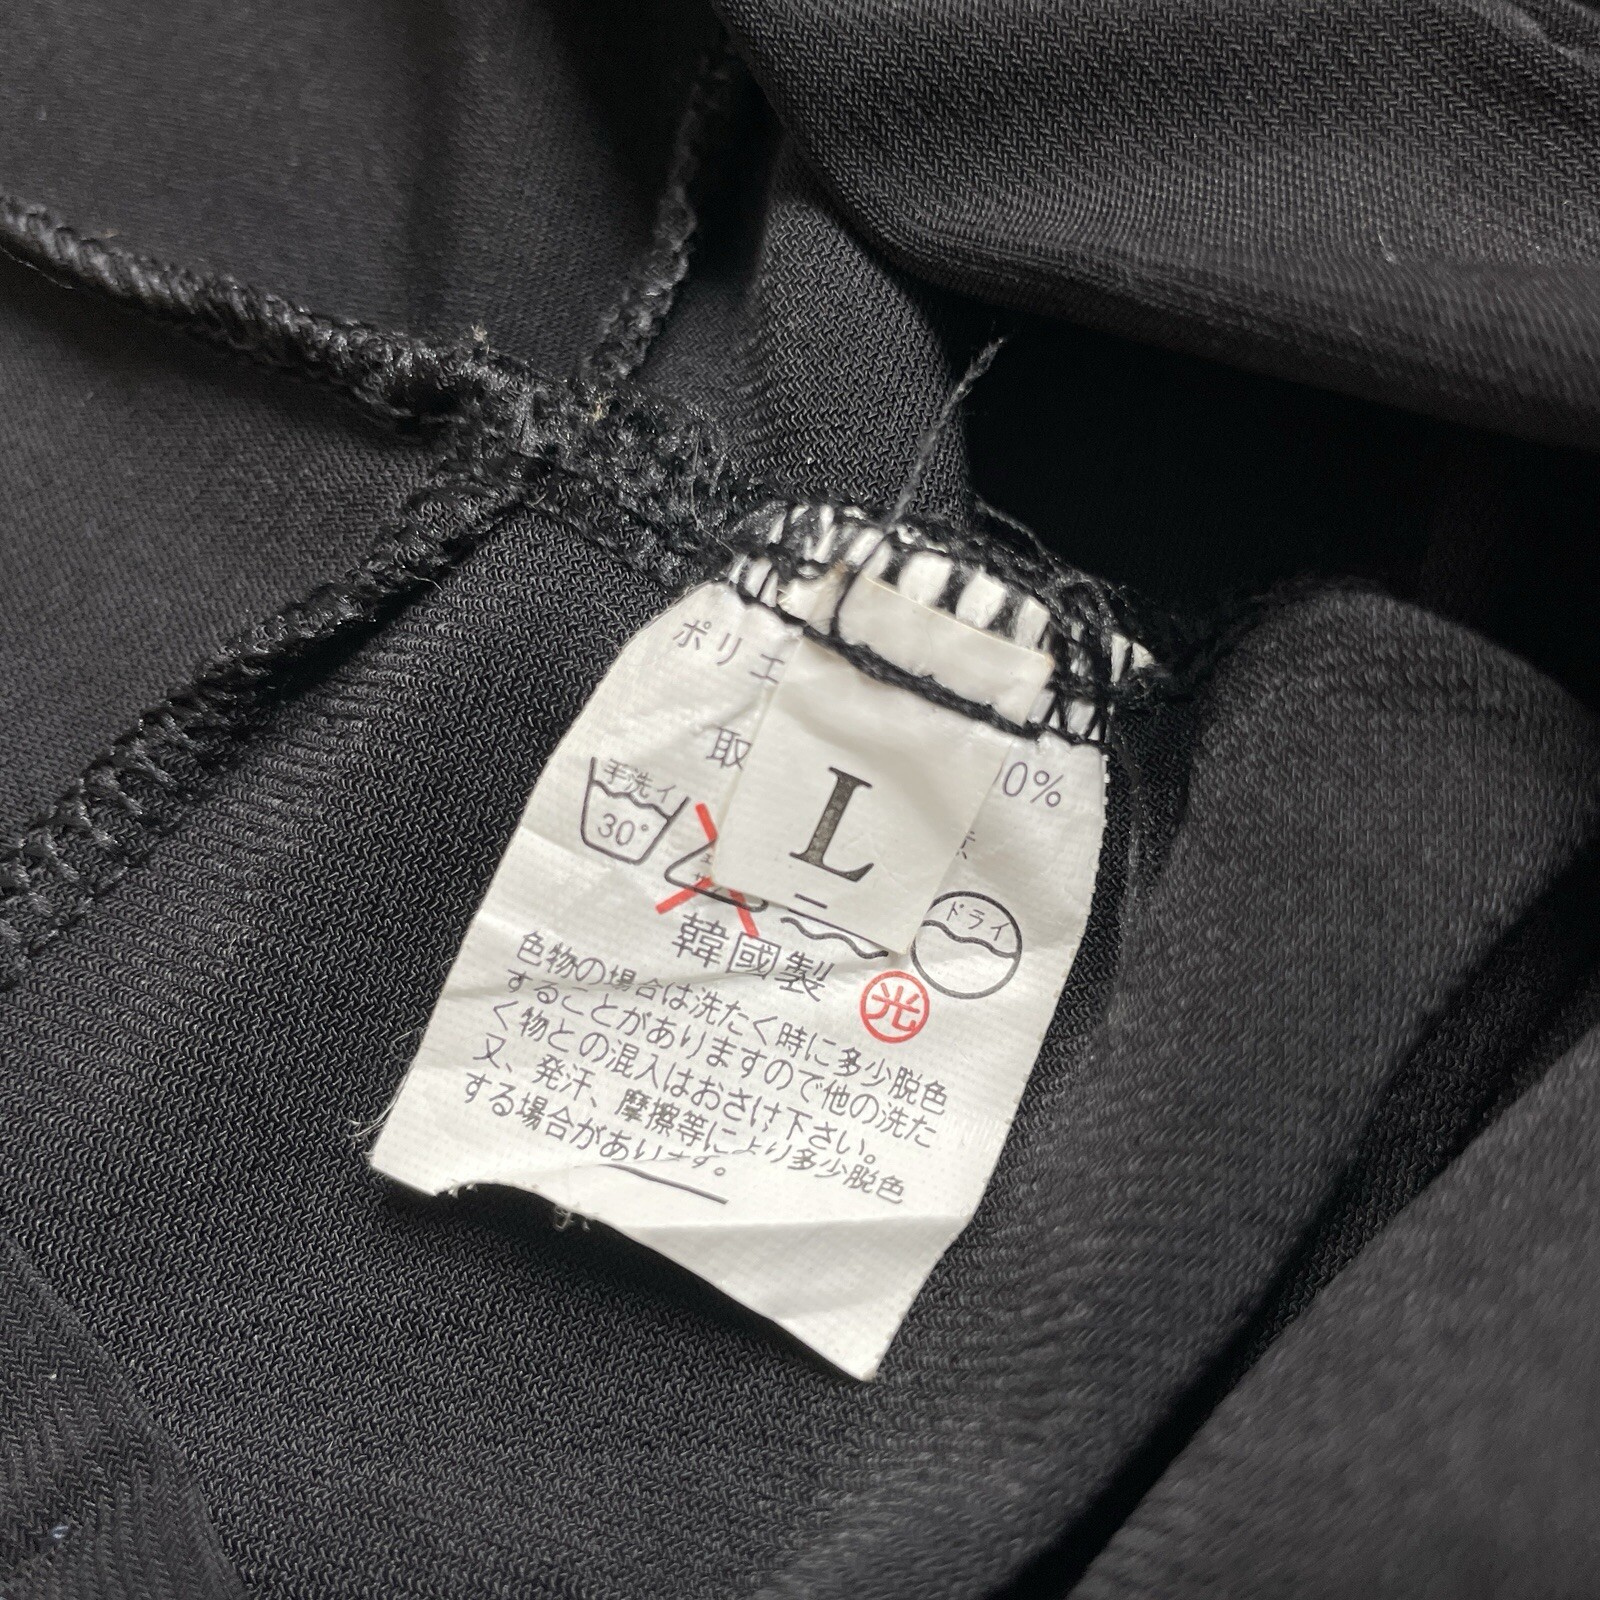 ポリエ
0%
取
L
手洗イ
30°
ドライ
韓國製
光
色物の場合は洗たく時に多少脱色
することがありますので他の洗た
く物との混入はおさけ下さい。
又、発汗、摩擦等により多少脱色
する場合があります。